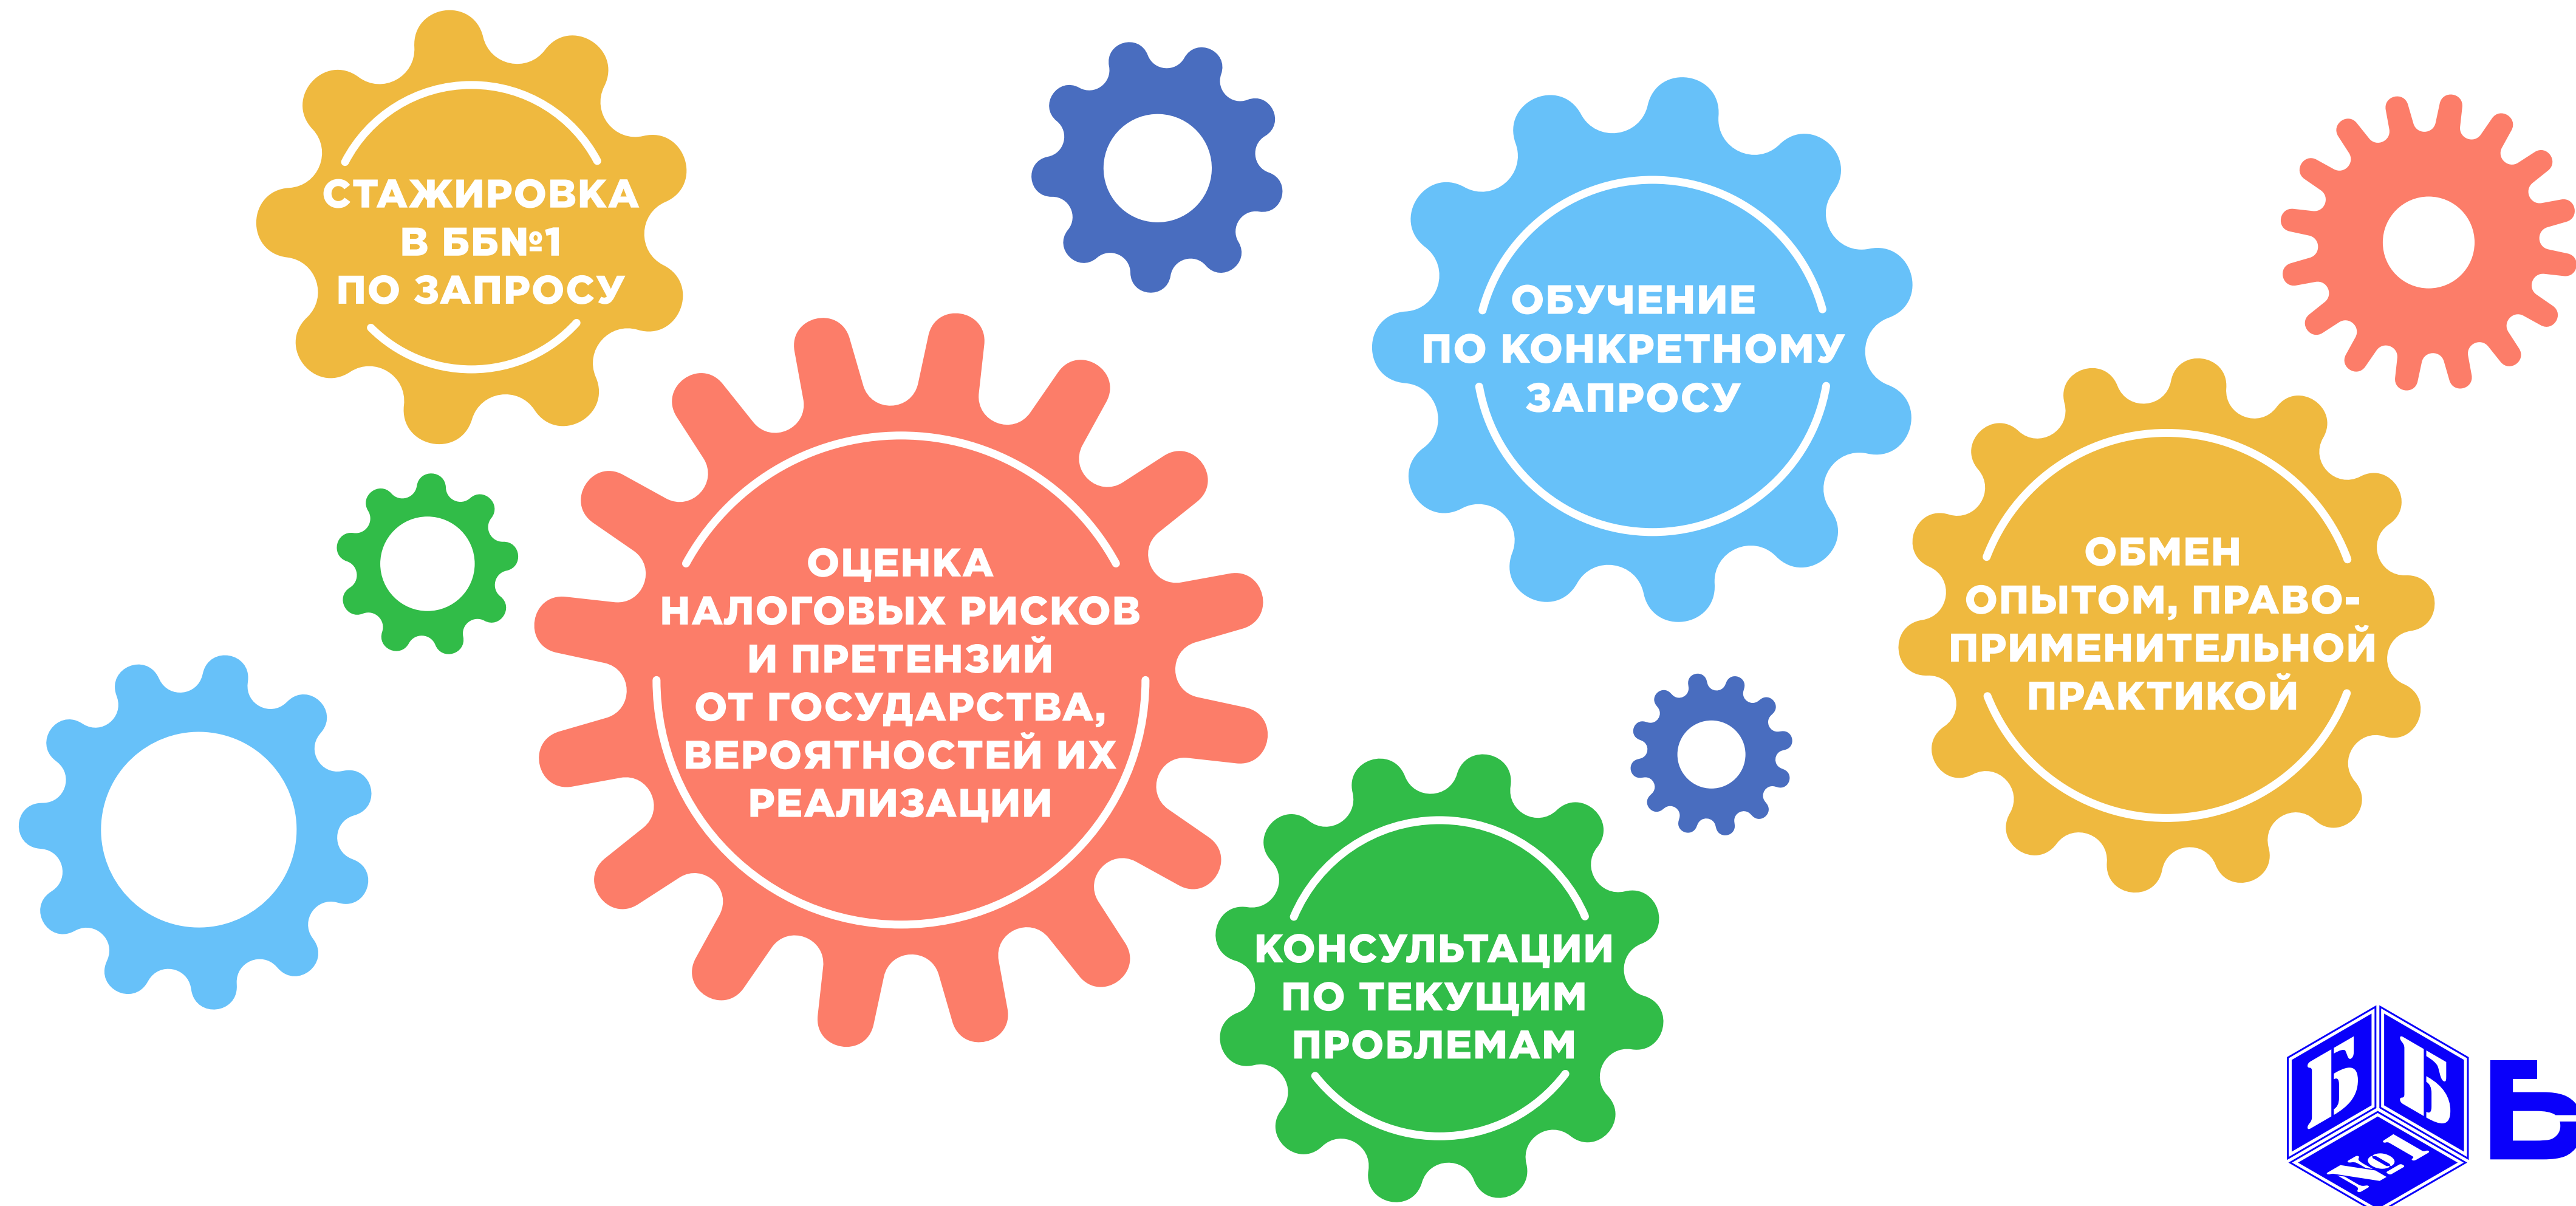 СТАЖИРОВКА
В ББ№1
ПО ЗАПРОСУ
ОЦЕНКА
НАЛОГОВЫХ РИСКОВ
И ПРЕТЕНЗИЙ
ОТ ГОСУДАРСТВА,
ВЕРОЯТНОСТЕЙ ИХ
РЕАЛИЗАЦИИ
ОБУЧЕНИЕ
ПО КОНКРЕТНОМУ
ЗАПРОСУ
ОБМЕН
ОПЫТОМ, ПРАВО-
ПРИМЕНИТЕЛЬНОЙ
ПРАКТИКОЙ
КОНСУЛЬТАЦИИ
ПО ТЕКУЩИМ
ПРОБЛЕМАМ
ББ
№1